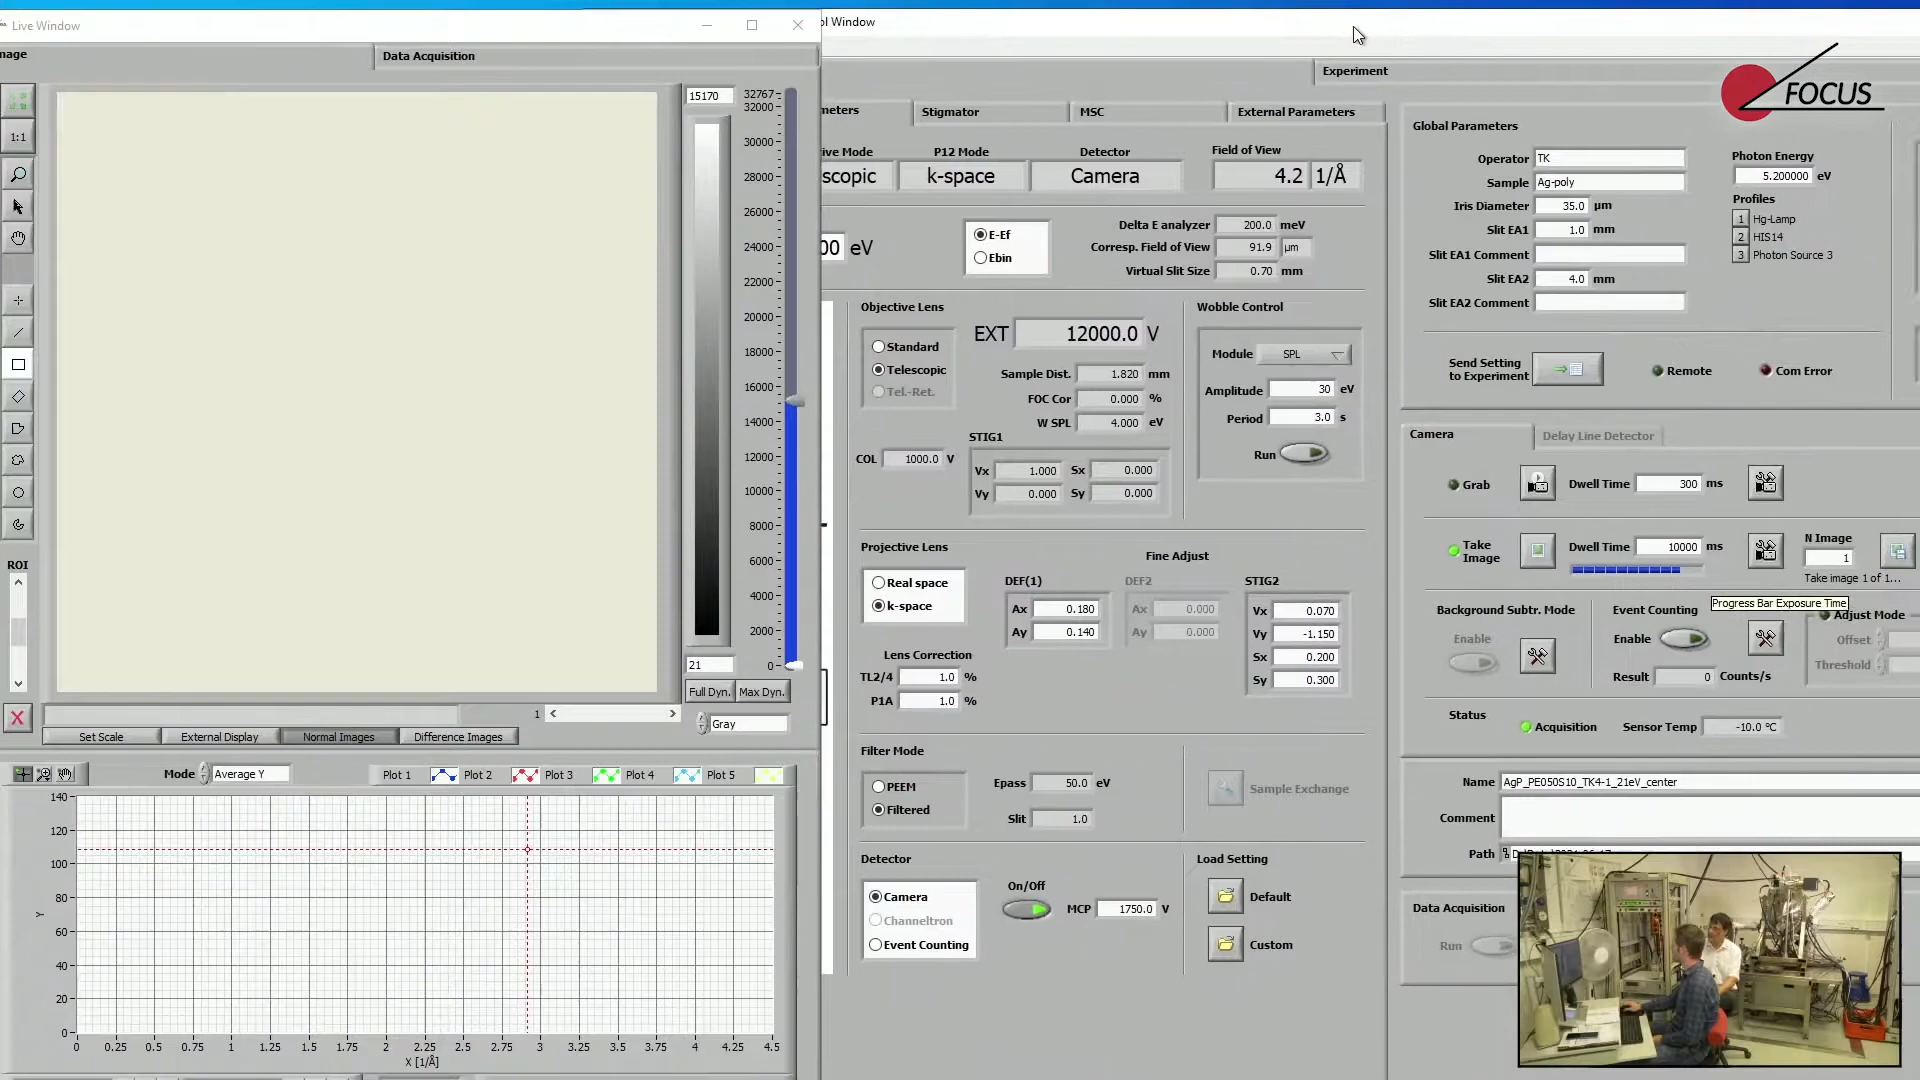 Live Window
ol Window
mage
Data Acquisition
Experiment
FOCUS
meters
Stigmator
MSC
External Parameters
ive Mode
P12 Mode
Detector
Field of View
scopic
k-space
Camera
4.2 1/Å
00 eV
E-Ef
Ebin
Delta E analyzer 200.0 meV
Corresp. Field of View 91.9 µm
Virtual Slit Size 0.70 mm
Global Parameters
Operator TK
Sample Ag-poly
Iris Diameter 35.0 µm
Slit EA1 1.0 mm
Slit EA1 Comment
Slit EA2 4.0 mm
Slit EA2 Comment
Photon Energy
5.200000 eV
Profiles
1 Hg-Lamp
2 HIS14
3 Photon Source 3
Send Setting
to Experiment
Remote
Com Error
1:1
15170
32767
32000
30000
28000
26000
24000
22000
20000
18000
16000
14000
12000
10000
8000
6000
4000
2000
0
21
Full Dyn. Max Dyn.
Gray
ROI
1
Set Scale
External Display
Normal Images
Difference Images
Objective Lens
Standard
Telescopic
Tel.-Ret.
EXT 12000.0 V
Sample Dist. 1.820 mm
FOC Cor 0.000 %
W SPL 4.000 eV
COL 1000.0 V
STIG1
Vx 1.000 Sx 0.000
Vy 0.000 Sy 0.000
Wobble Control
Module SPL
Amplitude 30 eV
Period 3.0 s
Run
Projective Lens
Real space
k-space
Fine Adjust
DEF(1)
Ax 0.180
Ay 0.140
DEF2
Ax 0.000
Ay 0.000
STIG2
Vx 0.070
Vy -1.150
Sx 0.200
Sy 0.300
Lens Correction
TL2/4 1.0 %
P1A 1.0 %
Filter Mode
PEEM
Filtered
Epass 50.0 eV
Slit 1.0
Sample Exchange
Detector
Camera
Channeltron
Event Counting
On/Off
MCP 1750.0 V
Load Setting
Default
Custom
Camera
Delay Line Detector
Grab
Dwell Time 300 ms
Take
Image
Dwell Time 10000 ms
N Image
1
Take image 1 of 1...
Progress Bar Exposure Time
Background Subtr. Mode
Enable
Event Counting
Enable
Result 0 Counts/s
Adjust Mode
Offset
Threshold
Status
Acquisition
Sensor Temp -10.0 °C
Name AgP_PE050S10_TK4-1_21eV_center
Comment
Path
Data Acquisition
Run
Mode Average Y
Plot 1
Plot 2
Plot 3
Plot 4
Plot 5
140
120
100
80
60
40
20
0
Y
0 0.25 0.5 0.75 1 1.25 1.5 1.75 2 2.25 2.5 2.75 3 3.25 3.5 3.75 4 4.25 4.5
X [1/Å]